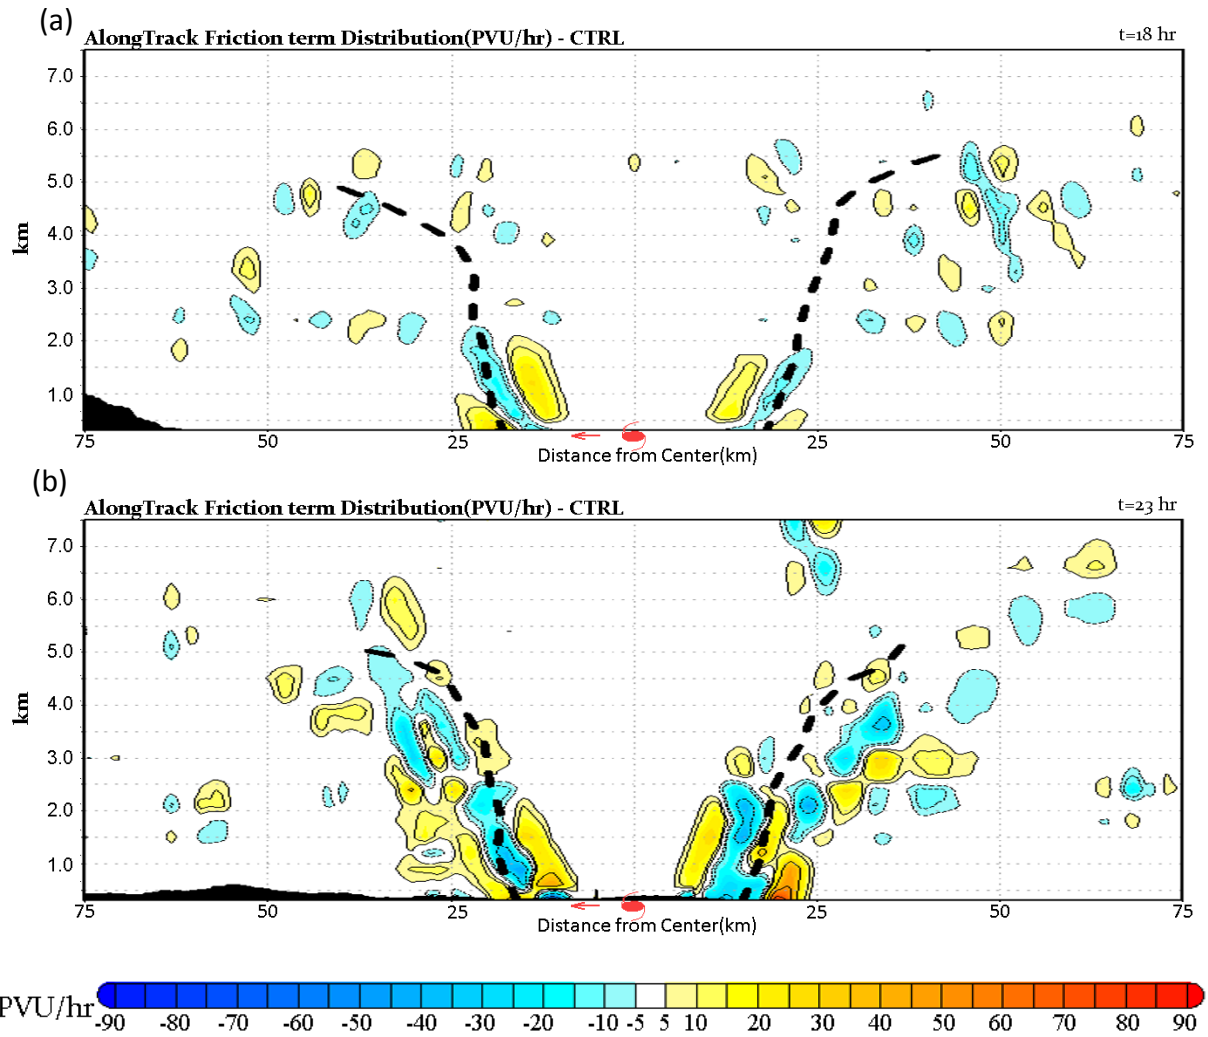 (a)
AlongTrack Friction term Distribution(PVU/hr) - CTRL t=18 hr
7.0
6.0
5.0
4.0
3.0
2.0
1.0
km
75 50 25 25 50 75
Distance from Center(km)
(b)
AlongTrack Friction term Distribution(PVU/hr) - CTRL t=23 hr
7.0
6.0
5.0
4.0
3.0
2.0
1.0
km
75 50 25 25 50 75
Distance from Center(km)
PVU/hr
-90 -80 -70 -60 -50 -40 -30 -20 -10 -5 5 10 20 30 40 50 60 70 80 90